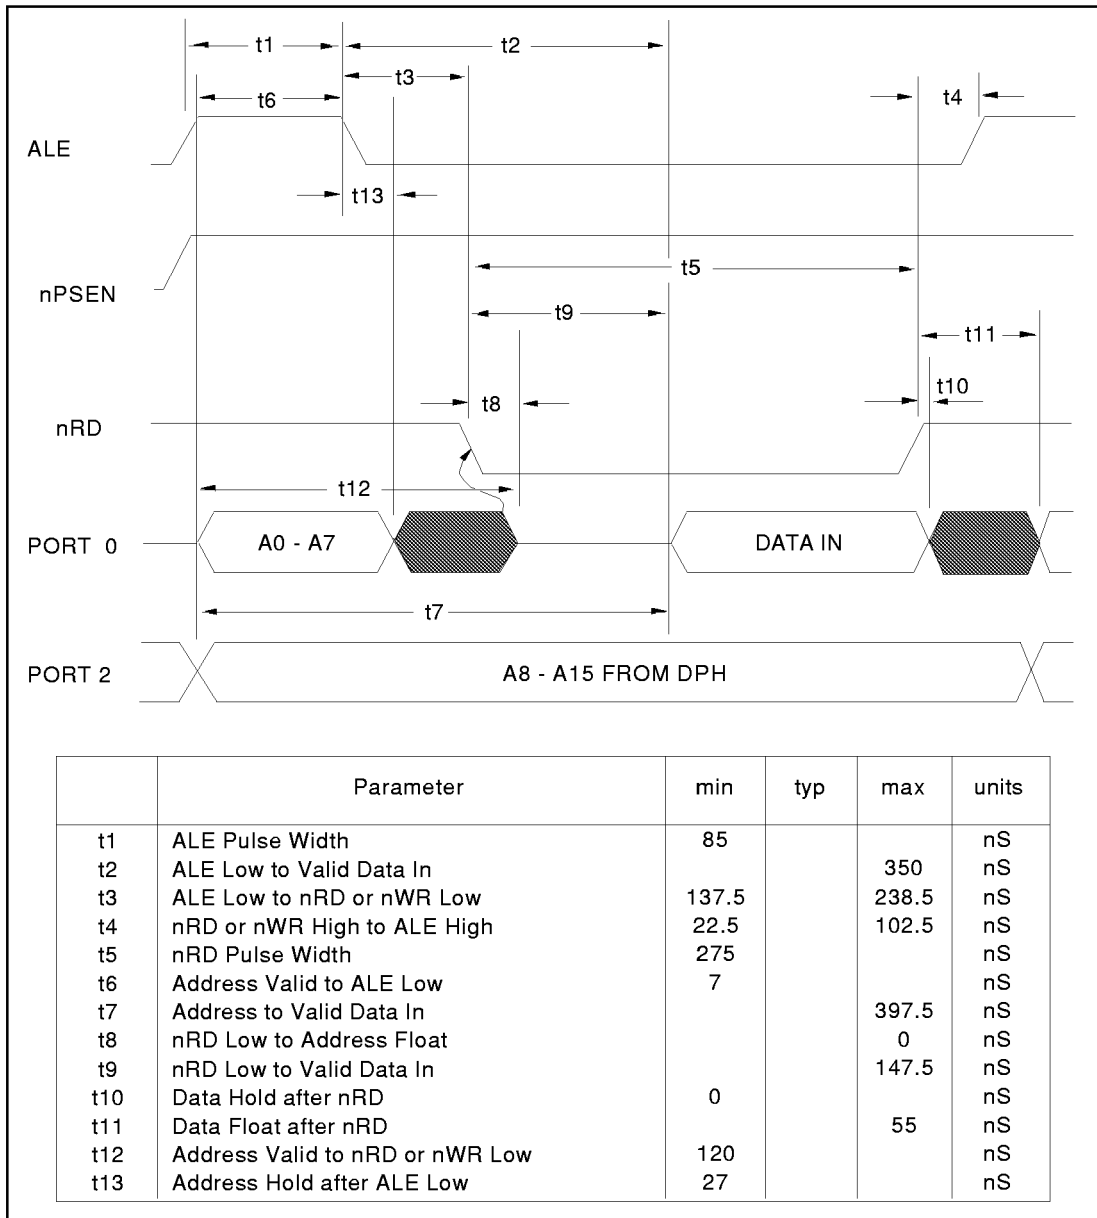 t1
t2
t3
t4
t6
ALE
t13
nPSEN
t5
t9
t11
t10
t8
nRD
t12
PORT 0
A0 - A7
DATA IN
t7
PORT 2
A8 - A15 FROM DPH
Parameter min typ max units
t1 ALE Pulse Width 85 nS
t2 ALE Low to Valid Data In 350 nS
t3 ALE Low to nRD or nWR Low 137.5 238.5 nS
t4 nRD or nWR High to ALE High 22.5 102.5 nS
t5 nRD Pulse Width 275 nS
t6 Address Valid to ALE Low 7 nS
t7 Address to Valid Data In 397.5 nS
t8 nRD Low to Address Float 0 nS
t9 nRD Low to Valid Data In 147.5 nS
t10 Data Hold after nRD 0 nS
t11 Data Float after nRD 55 nS
t12 Address Valid to nRD or nWR Low 120 nS
t13 Address Hold after ALE Low 27 nS